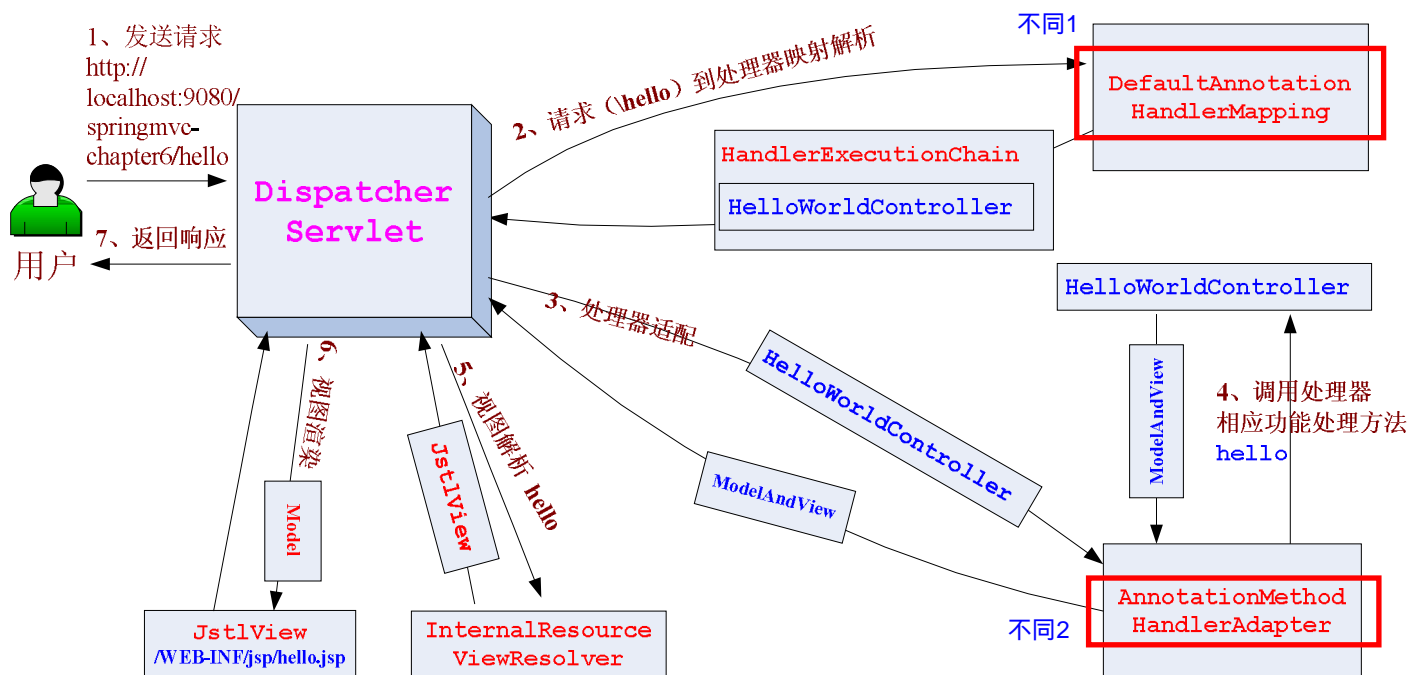 不同1
1、发送请求
http://
localhost:9080/
springmvc-
chapter6/hello
2、请求（\hello）到处理器映射解析
DefaultAnnotation
HandlerMapping
HandlerExecutionChain
HelloWorldController
Dispatcher
Servlet
7、返回响应
用户
HelloWorldController
3、处理器适配
HelloWorldController
ModelAndView
ModelAndView
4、调用处理器
相应功能处理方法
hello
6、视图渲染
Model
5、视图解析 hello
JstlView
JstlView
/WEB-INF/jsp/hello.jsp
InternalResource
ViewResolver
不同2
AnnotationMethod
HandlerAdapter